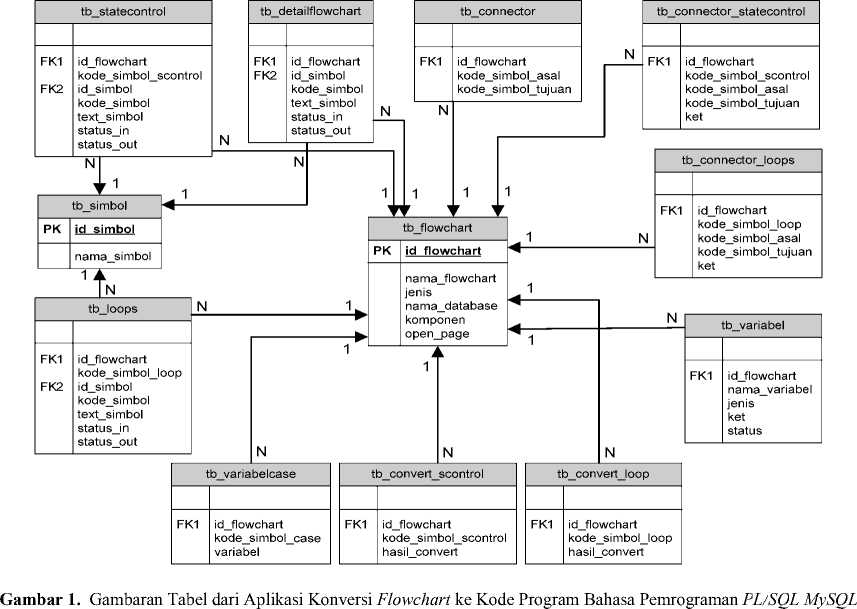 tb_statecontrol
FK1 id_flowchart
kode_simbol_scontrol
FK2 id_simbol
kode_simbol
text_simbol
status_in
status_out
tb_detailflowchart
FK1 id_flowchart
FK2 id_simbol
kode_simbol
text_simbol
status_in
status_out
tb_connector
FK1 id_flowchart
kode_simbol_asal
kode_simbol_tujuan
tb_connector_statecontrol
FK1 id_flowchart
kode_simbol_scontrol
kode_simbol_asal
kode_simbol_tujuan
ket
N
N
N
N
N
N
N
1
1
1
1
1
1
tb_simbol
PK id_simbol
nama_simbol
tb_flowchart
PK id_flowchart
nama_flowchart
jenis
nama_database
komponen
open_page
tb_connector_loops
FK1 id_flowchart
kode_simbol_loop
kode_simbol_asal
kode_simbol_tujuan
ket
1
N
1
N
N
1
1
1
1
1
N
tb_loops
FK1 id_flowchart
kode_simbol_loop
FK2 id_simbol
kode_simbol
text_simbol
status_in
status_out
tb_variabel
FK1 id_flowchart
nama_variabel
jenis
ket
status
N
N
N
tb_variabelcase
FK1 id_flowchart
kode_simbol_case
variabel
tb_convert_scontrol
FK1 id_flowchart
kode_simbol_scontrol
hasil_convert
tb_convert_loop
FK1 id_flowchart
kode_simbol_loop
hasil_convert
Gambar 1. Gambaran Tabel dari Aplikasi Konversi Flowchart ke Kode Program Bahasa Pemrograman PL/SQL MySQL